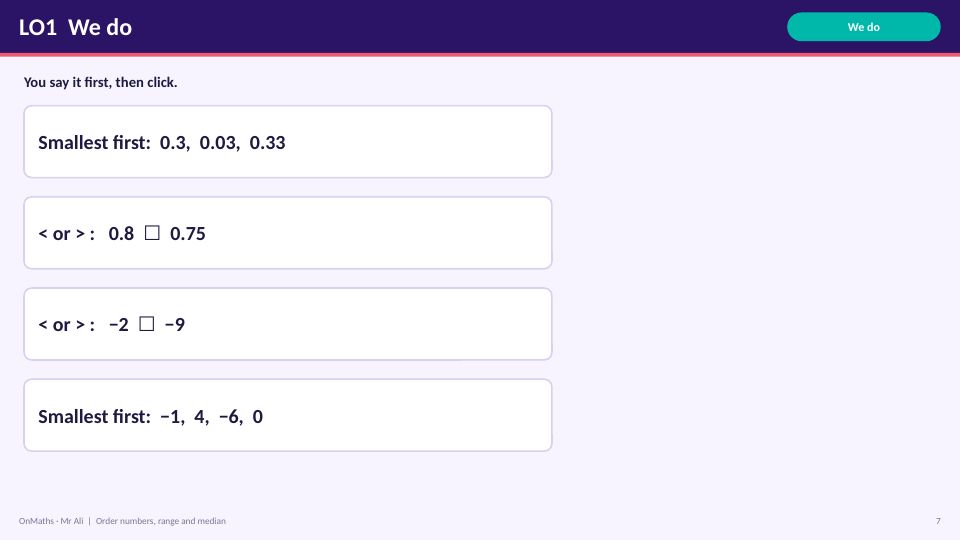 LO1  We do
We do
You say it first, then click.
Smallest first:  0.3,  0.03,  0.33
< or > :   0.8  ☐  0.75
< or > :   −2  ☐  −9
Smallest first:  −1,  4,  −6,  0
OnMaths - Mr Ali  |  Order numbers, range and median
7